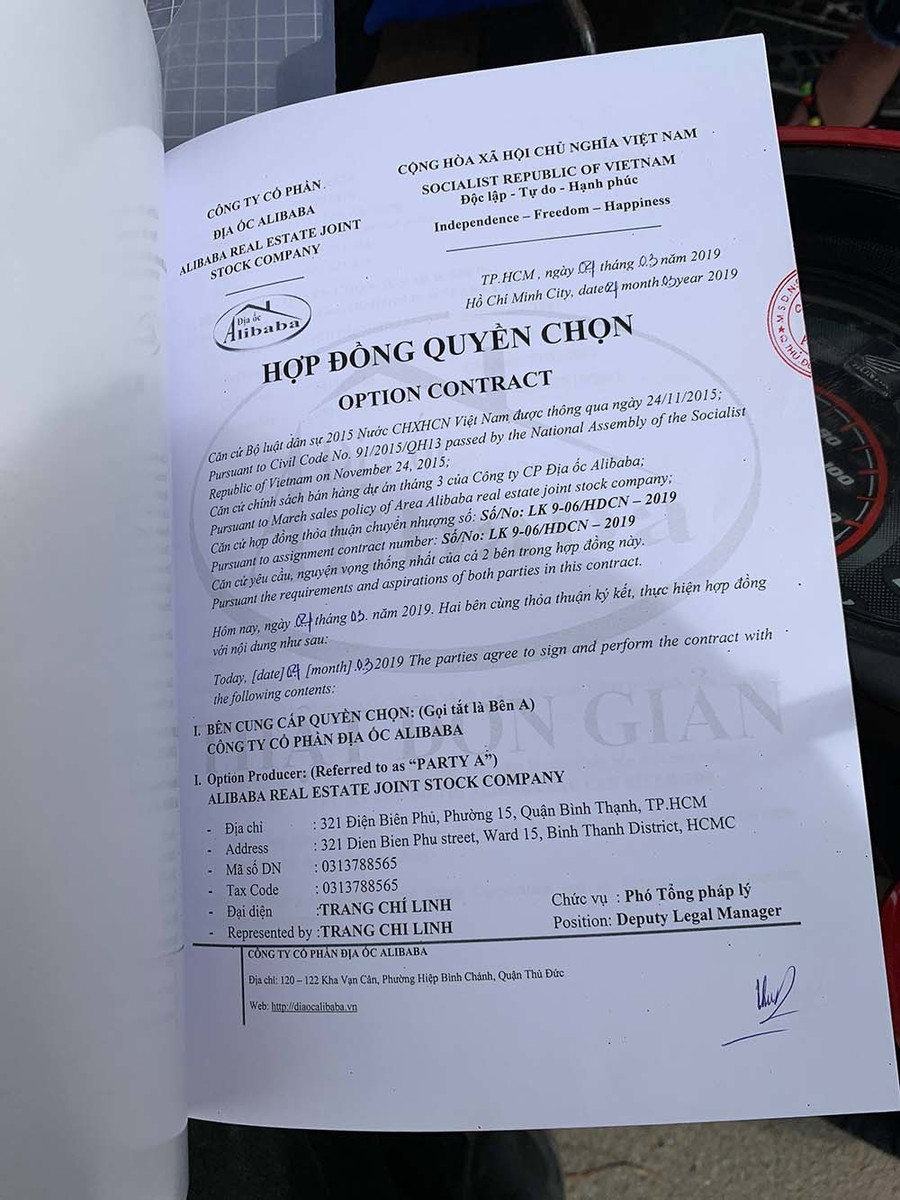 CÔNG TY CỔ PHẦN
ĐỊA ỐC ALIBABA
ALIBABA REAL ESTATE JOINT
STOCK COMPANY
CỘNG HÒA XÃ HỘI CHỦ NGHĨA VIỆT NAM
SOCIALIST REPUBLIC OF VIETNAM
Độc lập - Tự do - Hạnh phúc
Independence – Freedom – Happiness
Địa ốc
Alibaba
TP.HCM, ngày tháng 03 năm 2019
Hồ Chí Minh City, date month 03 year 2019
M.S.D.N
HỢP ĐỒNG QUYỀN CHỌN
OPTION CONTRACT
Căn cứ Bộ luật dân sự 2015 Nước CHXHCN Việt Nam được thông qua ngày 24/11/2015;
Pursuant to Civil Code No. 91/2015/QH13 passed by the National Assembly of the Socialist
Republic of Vietnam on November 24, 2015;
Căn cứ chính sách bán hàng dự án tháng 3 của Công ty CP Địa ốc Alibaba;
Pursuant to March sales policy of Area Alibaba real estate joint stock company;
Căn cứ hợp đồng thỏa thuận chuyển nhượng số: Số/No: LK 9-06/HDCN – 2019
Pursuant to assignment contract number: Số/No: LK 9-06/HDCN – 2019
Căn cứ yêu cầu, nguyện vọng thống nhất của cả 2 bên trong hợp đồng này.
Pursuant the requirements and aspirations of both parties in this contract.
Hôm nay, ngày tháng 03. năm 2019. Hai bên cùng thỏa thuận ký kết, thực hiện hợp đồng
với nội dung như sau:
Today, [date] [month] .03 2019 The parties agree to sign and perform the contract with
the following contents:
I. BÊN CUNG CẤP QUYỀN CHỌN: (Gọi tắt là Bên A)
CÔNG TY CỔ PHẦN ĐỊA ỐC ALIBABA
ĐƠN GIẢN
I. Option Producer: (Referred to as “PARTY A”)
ALIBABA REAL ESTATE JOINT STOCK COMPANY
- Địa chỉ : 321 Điện Biên Phủ, Phường 15, Quận Bình Thạnh, TP.HCM
- Address : 321 Dien Bien Phu street, Ward 15, Binh Thanh District, HCMC
- Mã số DN : 0313788565
- Tax Code : 0313788565
- Đại diện :TRANG CHÍ LINH Chức vụ : Phó Tổng pháp lý
- Represented by :TRANG CHI LINH Position: Deputy Legal Manager
CÔNG TY CỔ PHẦN ĐỊA ỐC ALIBABA
Địa chỉ: 120 – 122 Kha Vạn Cân, Phường Hiệp Bình Chánh, Quận Thủ Đức
Web: http://diaocalibaba.vn